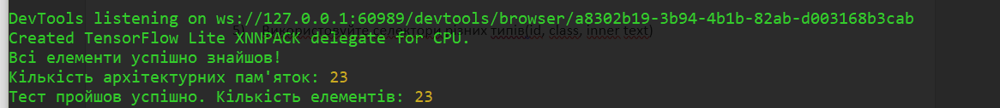 DevTools listening on ws://127.0.0.1:60989/devtools/browser/a8302b19-3b94-4b1b-82ab-d003168b3cab
5) Використовуйте селектори різних типів(id, class, inner text)
Created TensorFlow Lite XNNPACK delegate for CPU.
Всі елементи успішно знайшов!
Кількість архітектурних пам'яток: 23
Тест пройшов успішно. Кількість елементів: 23